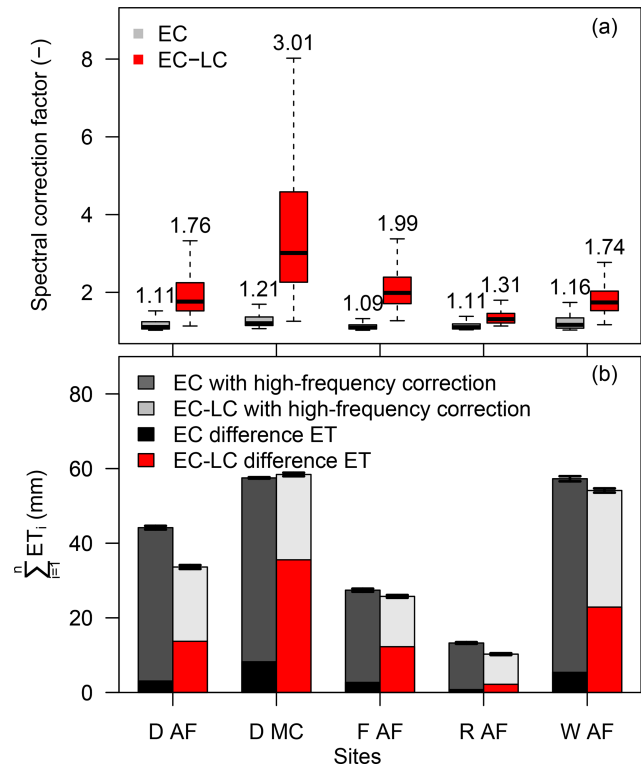 (a)
EC
EC−LC
Spectral correction factor (−)
8
6
4
2
1.11
1.76
1.21
3.01
1.09
1.99
1.11
1.31
1.16
1.74
(b)
EC with high-frequency correction
EC-LC with high-frequency correction
EC difference ET
EC-LC difference ET
n
∑ ETi (mm)
i=1
80
60
40
20
0
D AF
D MC
F AF
R AF
W AF
Sites